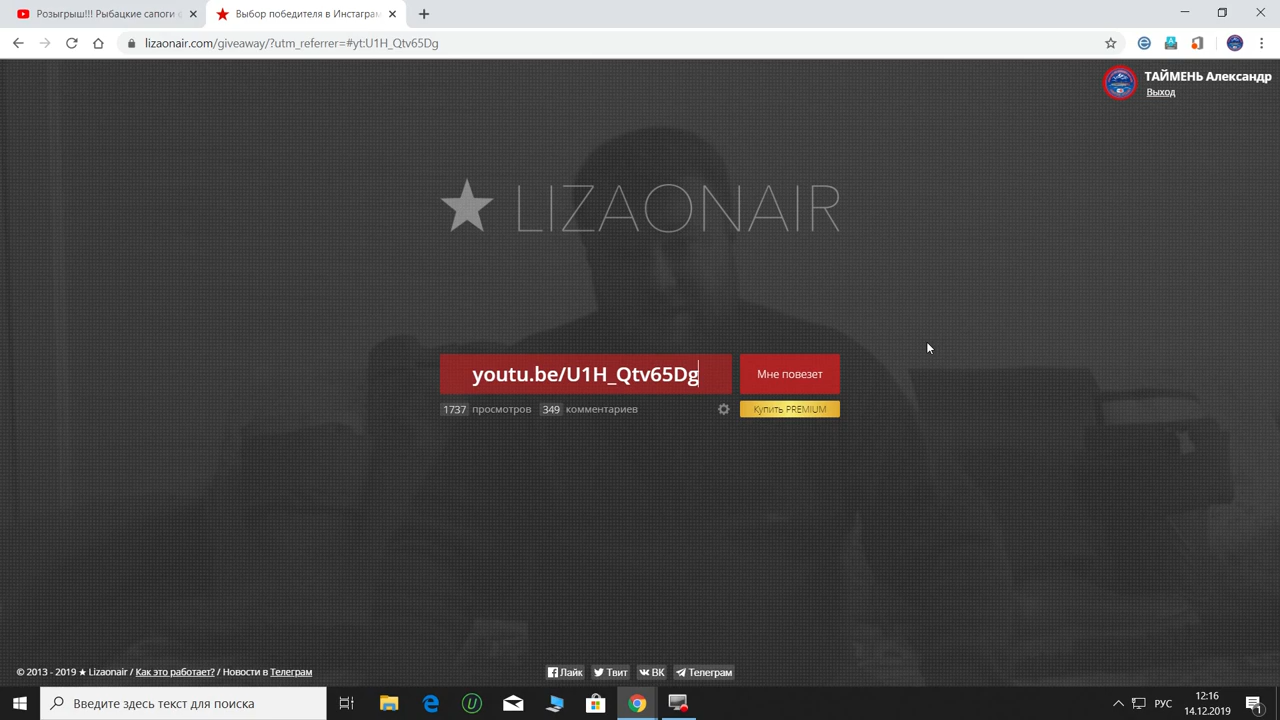 Розыгрыш!!! Рыбацкие сапоги с
Выбор победителя в Инстаграм
lizaonair.com/giveaway/?utm_referrer=#yt:U1H_Qtv65Dg
ТАЙМЕНЬ Александр
Выход
★ LIZAONAIR
youtu.be/U1H_Qtv65Dg
Мне повезет
1737 просмотров 349 комментариев
Купить PREMIUM
© 2013 - 2019 ★ Lizaonair / Как это работает? / Новости в Телеграм
Лайк Твит ВК Телеграм
Введите здесь текст для поиска
РУС
12:16
14.12.2019
1